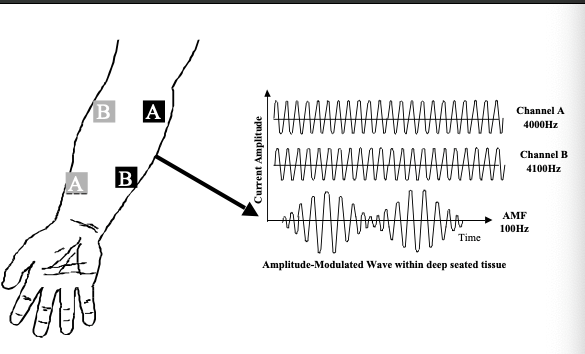 B
A
A
B
Current Amplitude
Channel A
4000Hz
Channel B
4100Hz
AMF
100Hz
Time
Amplitude-Modulated Wave within deep seated tissue